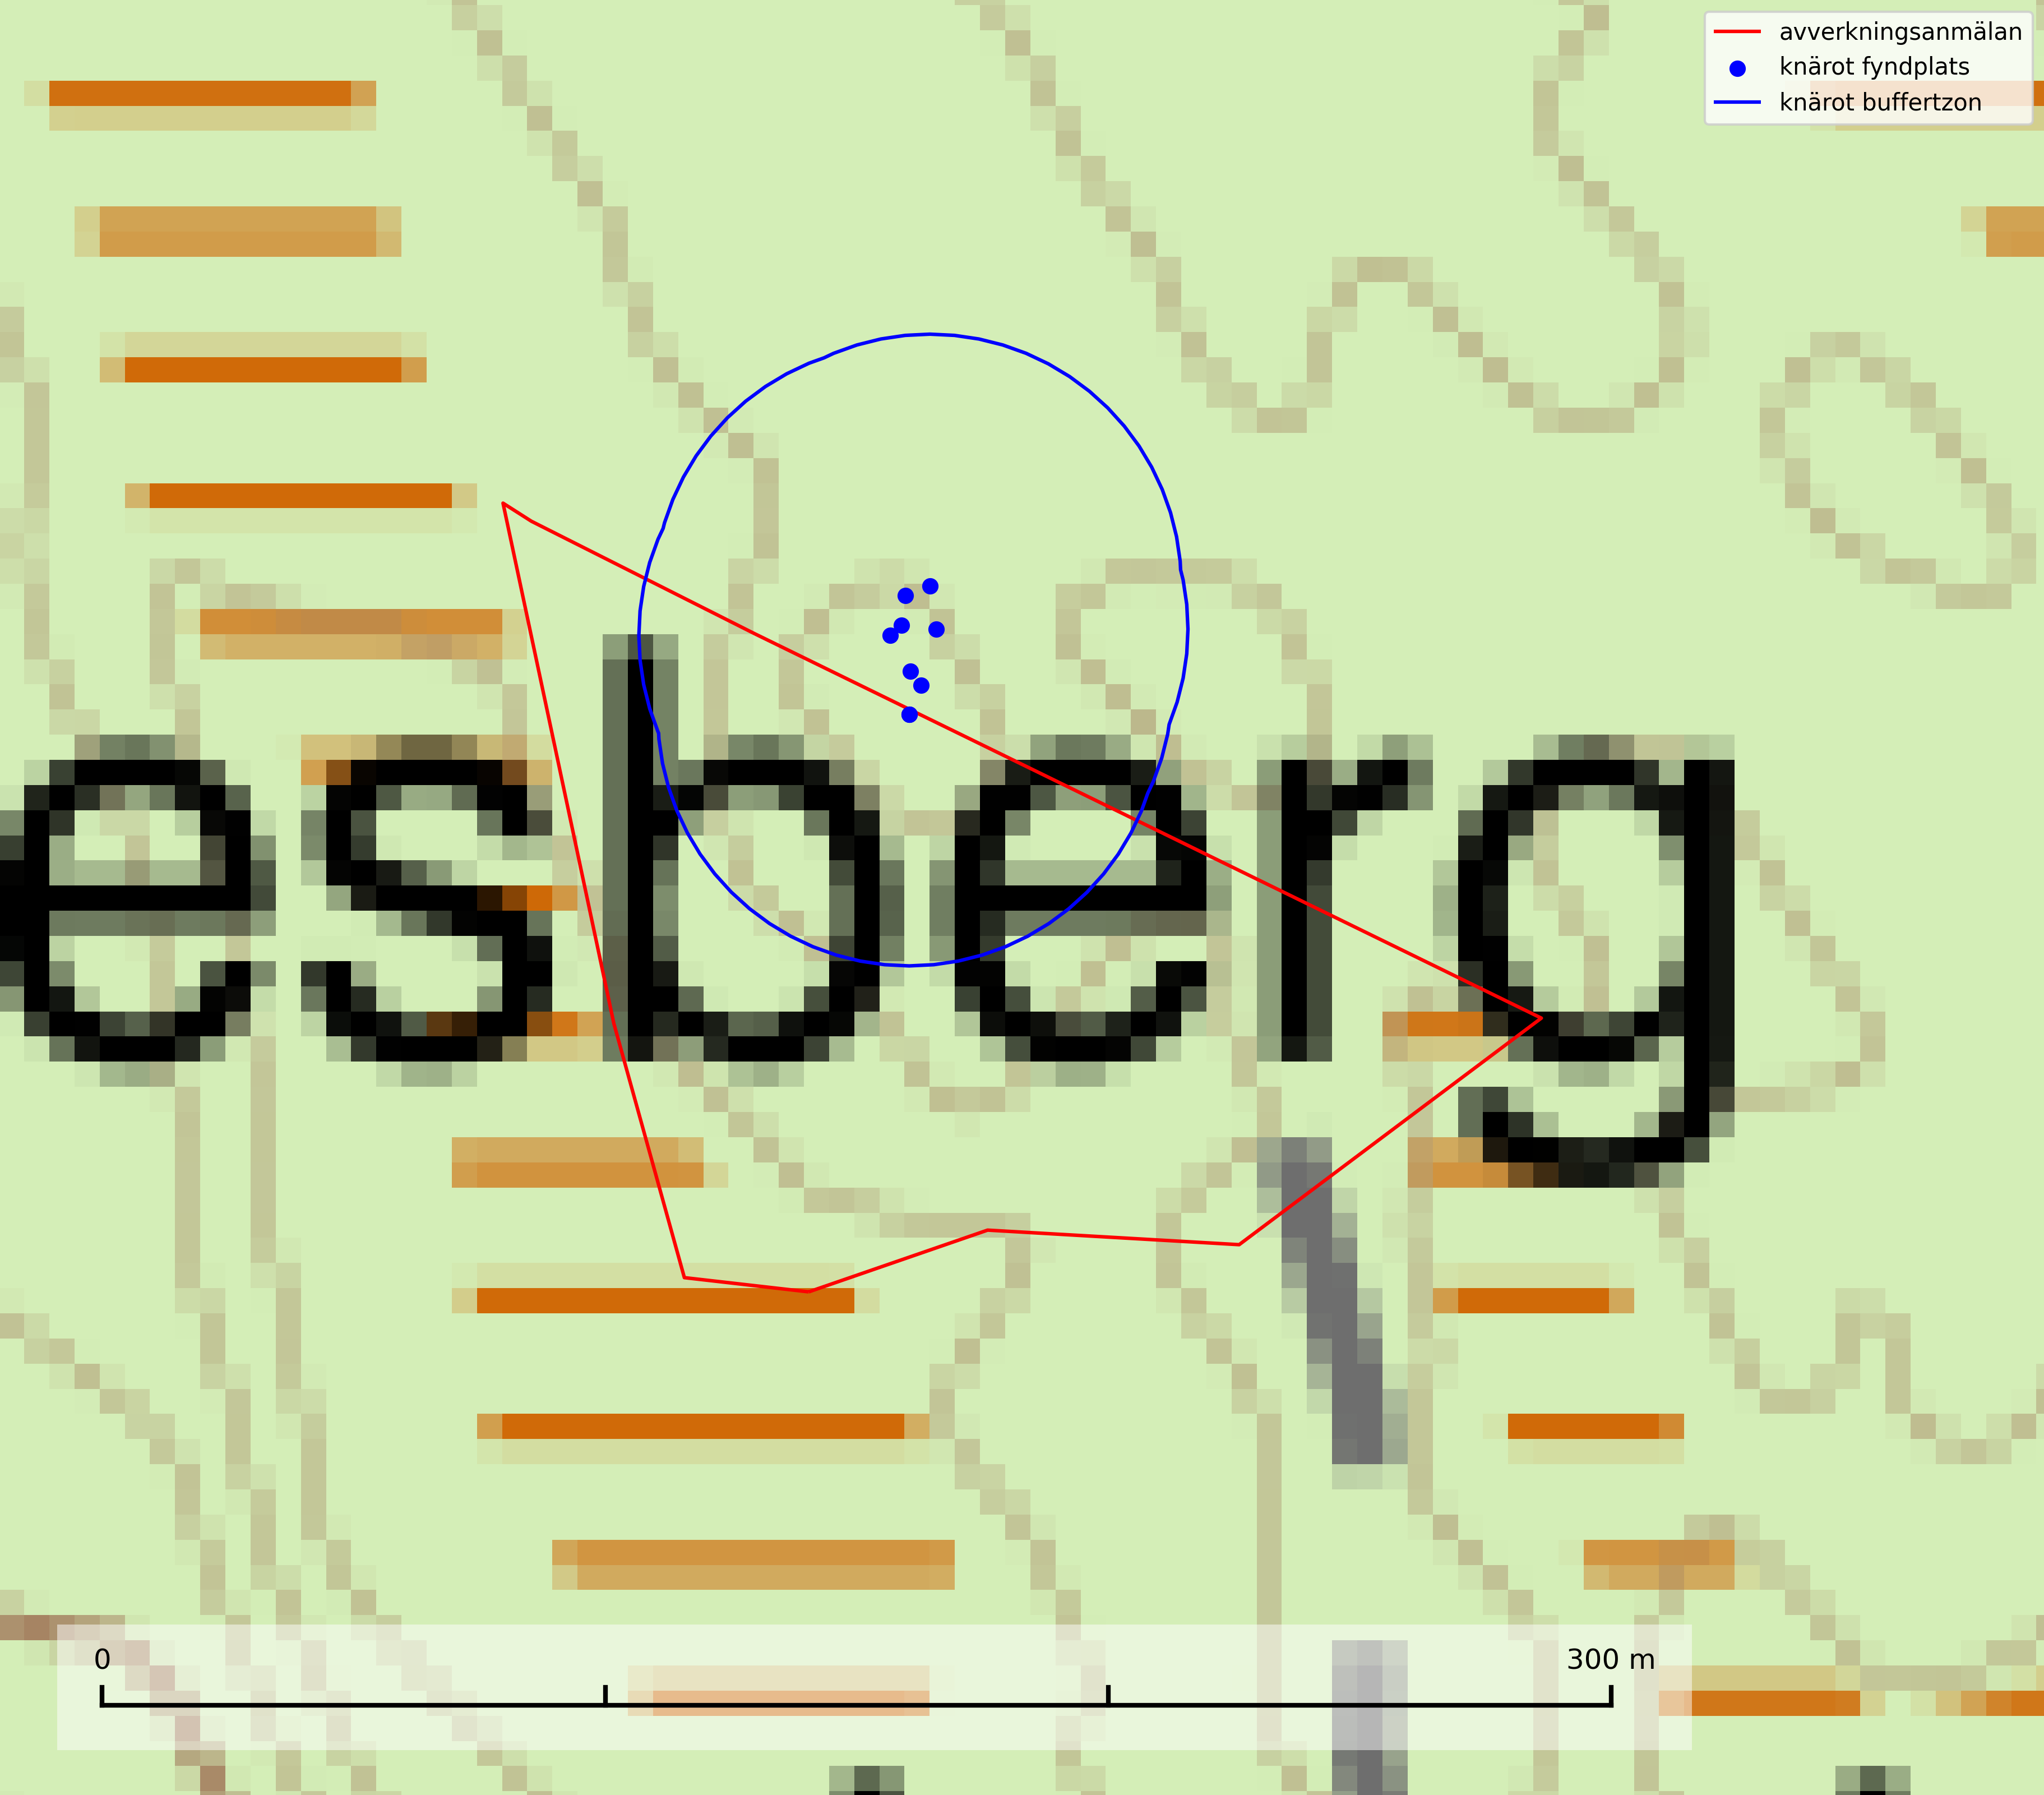 avverkningsanmälan
knärot fyndplats
knärot buffertzon
esberg
0 300 m